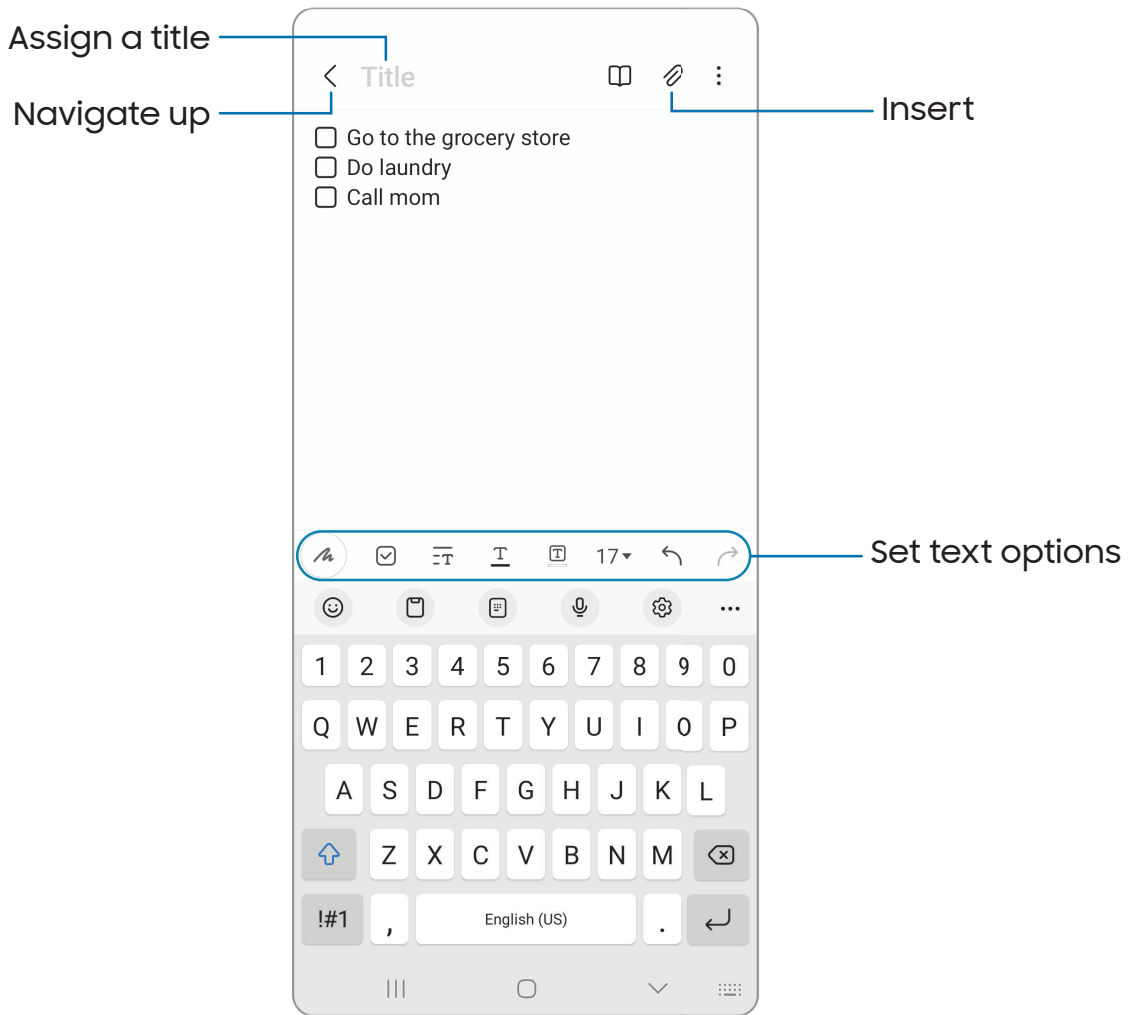 Assign a title
Title
Navigate up
Insert
Go to the grocery store
Do laundry
Call mom
17
Set text options
1 2 3 4 5 6 7 8 9 0
Q W E R T Y U I O P
A S D F G H J K L
Z X C V B N M
!#1 , English (US) .